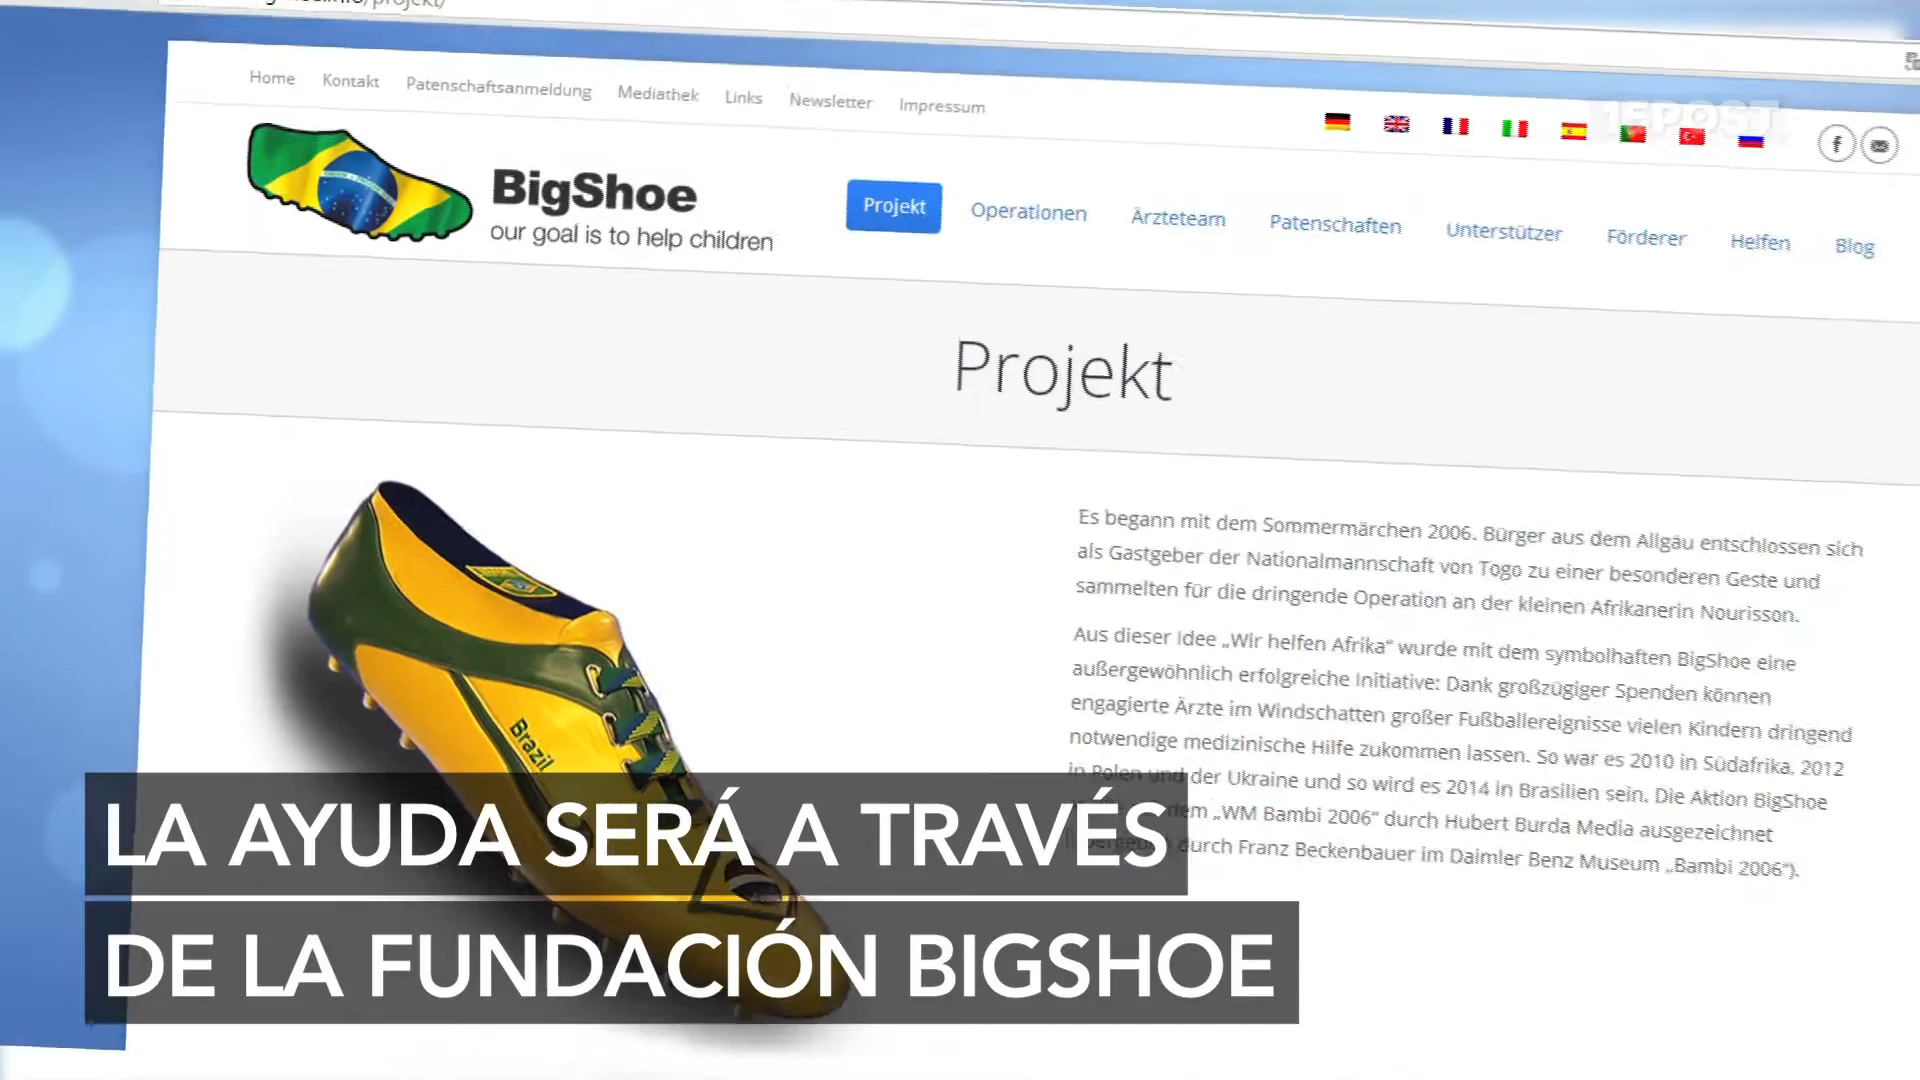 /projekt/
Home Kontakt Patenschaftsanmeldung Mediathek Links Newsletter Impressum
1EPOST
BigShoe
our goal is to help children
Projekt Operationen Ärzteteam Patenschaften Unterstützer Förderer Helfen Blog
Projekt
Es begann mit dem Sommermärchen 2006. Bürger aus dem Allgäu entschlossen sich
als Gastgeber der Nationalmannschaft von Togo zu einer besonderen Geste und
sammelten für die dringende Operation an der kleinen Afrikanerin Nourisson.
Aus dieser Idee „Wir helfen Afrika“ wurde mit dem symbolhaften BigShoe eine
außergewöhnlich erfolgreiche Initiative: Dank großzügiger Spenden können
engagierte Ärzte im Windschatten großer Fußballereignisse vielen Kindern dringend
notwendige medizinische Hilfe zukommen lassen. So war es 2010 in Südafrika, 2012
in Polen und der Ukraine und so wird es 2014 in Brasilien sein. Die Aktion BigShoe
dem „WM Bambi 2006“ durch Hubert Burda Media ausgezeichnet
durch Franz Beckenbauer im Daimler Benz Museum „Bambi 2006“).
Brazil
LA AYUDA SERÁ A TRAVÉS
DE LA FUNDACIÓN BIGSHOE